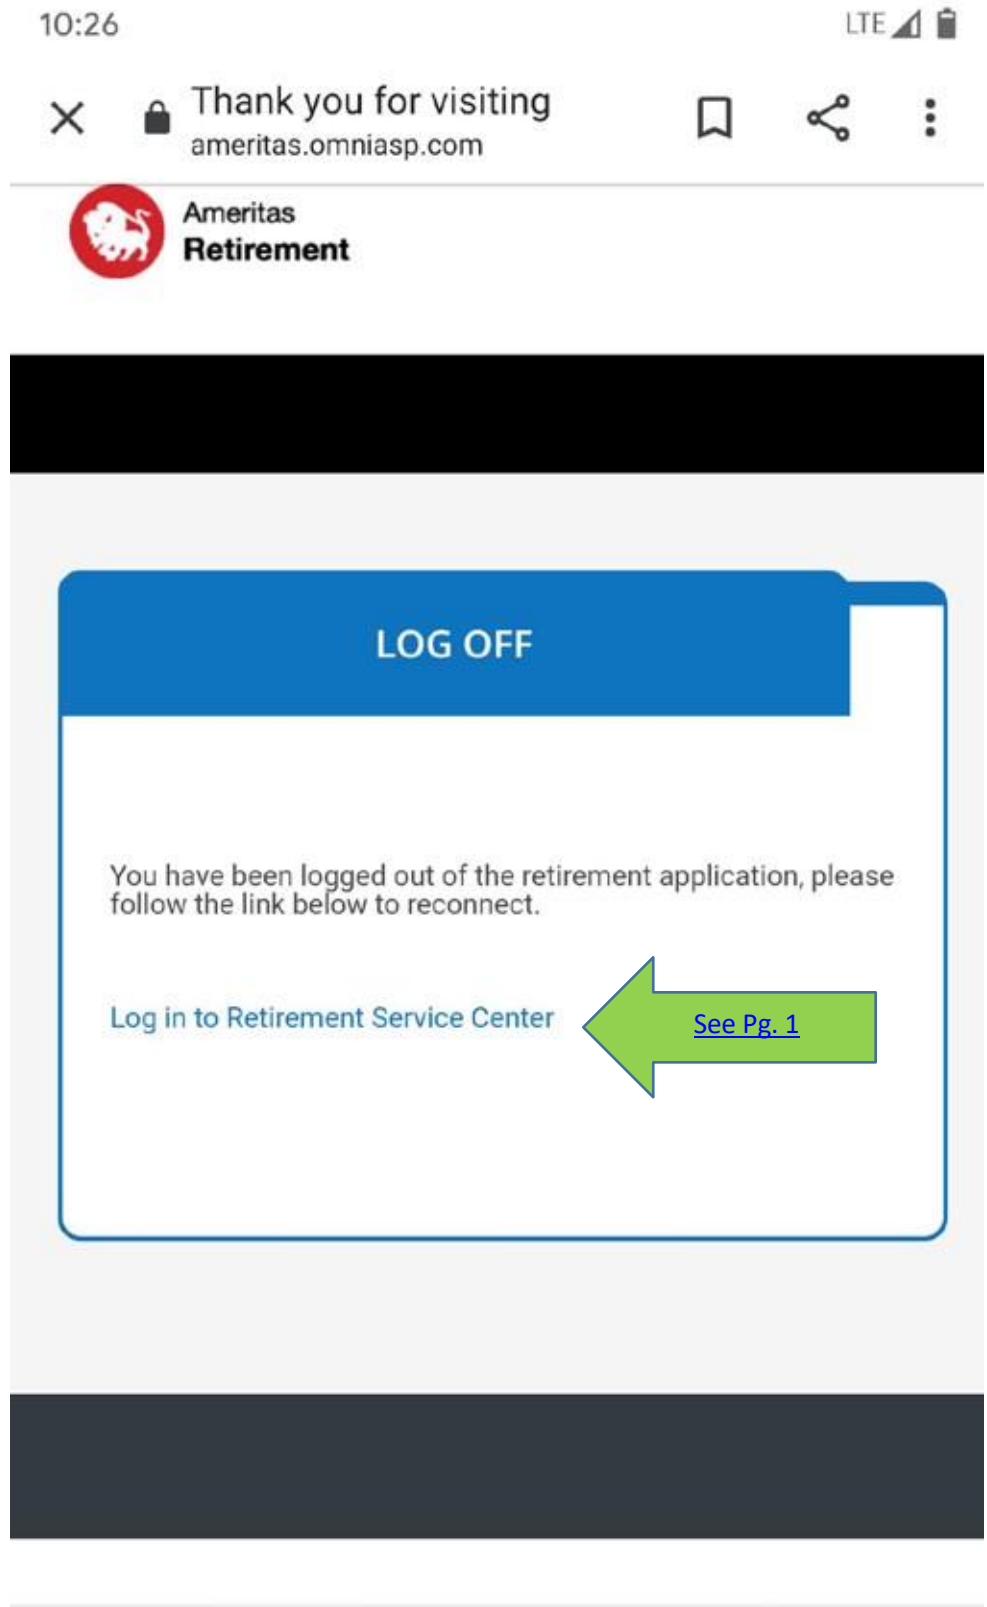 10:26
LTE
Thank you for visiting
ameritas.omniasp.com
Ameritas
Retirement
LOG OFF
You have been logged out of the retirement application, please
follow the link below to reconnect.
Log in to Retirement Service Center
See Pg. 1